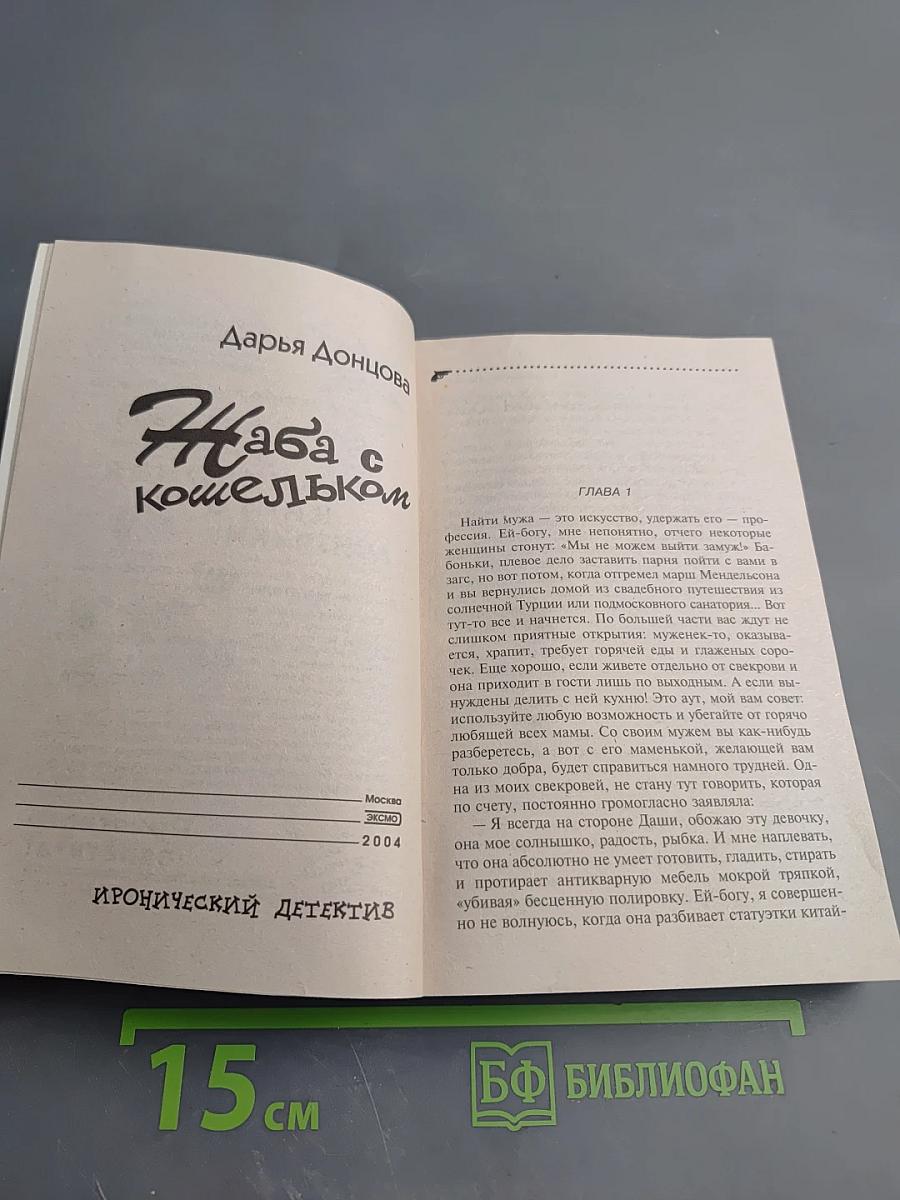 Дарья Донцова
Жаба с
кошельком
Москва
ЭКСМО
2004
ИРОНИЧЕСКИЙ ДЕТЕКТИВ
ГЛАВА 1
Найти мужа — это искусство, удержать его — про-
фессия. Ей-богу, мне непонятно, отчего некоторые
женщины стонут: «Мы не можем выйти замуж!» Ба-
боньки, плевое дело заставить парня пойти с вами в
загс, но вот потом, когда отгремел марш Мендельсона
и вы вернулись домой из свадебного путешествия из
солнечной Турции или подмосковного санатория... Вот
тут-то все и начнется. По большей части вас ждут не
слишком приятные открытия: муженек-то, оказыва-
ется, храпит, требует горячей еды и глаженых соро-
чек. Еще хорошо, если живете отдельно от свекрови и
она приходит в гости лишь по выходным. А если вы-
нуждены делить с ней кухню! Это аут, мой вам совет:
используйте любую возможность и убегайте от горячо
любящей всех мамы. Со своим мужем вы как-нибудь
разберетесь, а вот с его маменькой, желающей вам
только добра, будет справиться намного трудней. Од-
на из моих свекровей, не стану тут говорить, которая
по счету, постоянно громогласно заявляла:
— Я всегда на стороне Даши, обожаю эту девочку,
она мое солнышко, радость, рыбка. И мне наплевать,
что она абсолютно не умеет готовить, гладить, стирать
и протирает антикварную мебель мокрой тряпкой,
«убивая» бесценную полировку. Ей-богу, я совершен-
но не волнуюсь, когда она разбивает статуэтки китай-
15 см
БФ БИБЛИОФАН